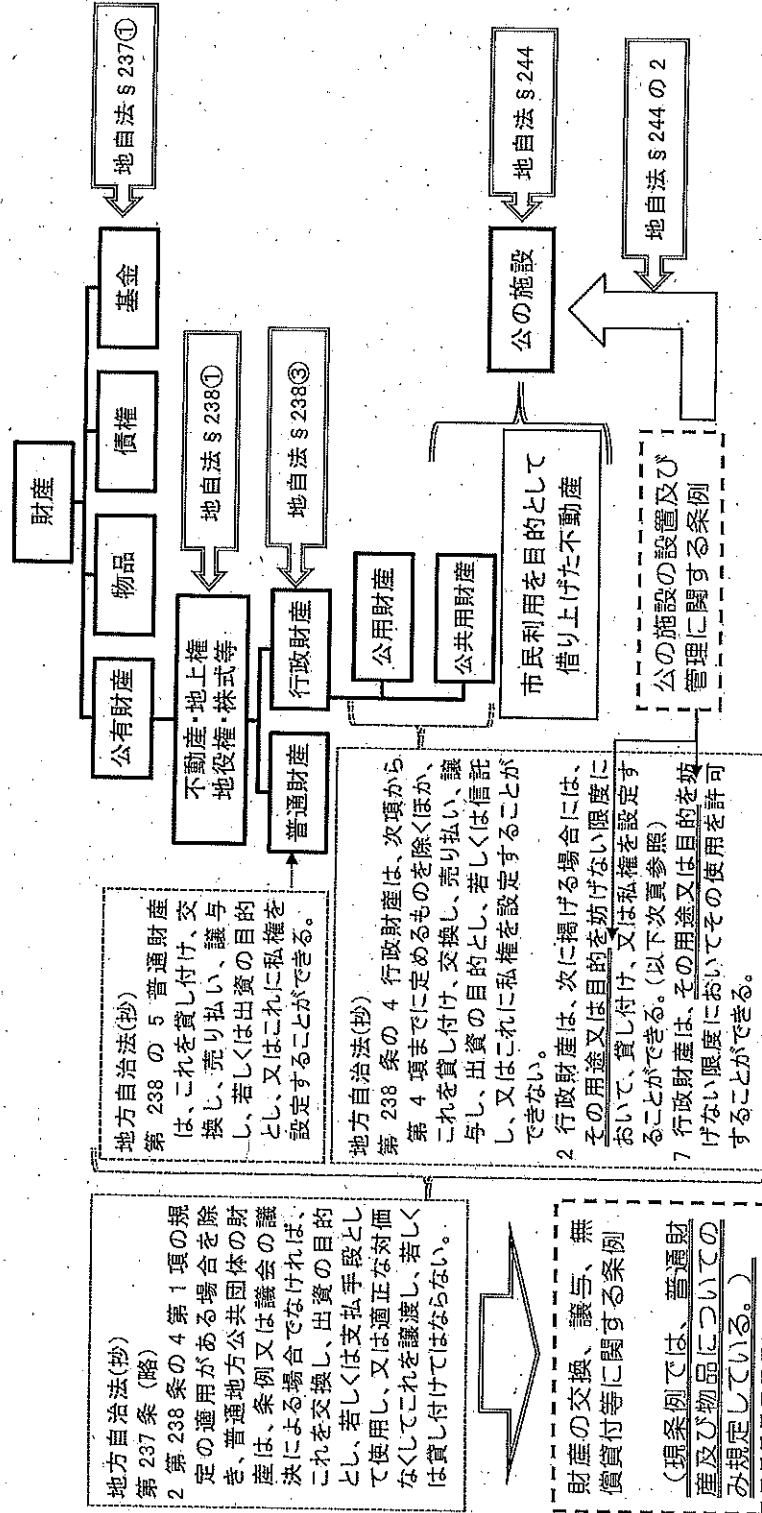 財産
公有財産
物品
債権
基金
地自法§237①
不動産・地上権・
地役権・株式等
地自法§238①
普通財産
行政財産
地自法§238③
公用財産
公共用財産
市民利用を目的として
借り上げた不動産
公の施設
地自法§244
公の施設の設置及び
管理に関する条例
地自法§244の2
地方自治法(抄)
第238の5 普通財産
は、これを貸し付け、交
換し、売り払い、譲与
し、若しくは出資の目的
とし、又はこれに私権を
設定することができる。
地方自治法(抄)
第238条の4 行政財産は、次項から
第4項までに定めるものを除くほか、
これを貸し付け、交換し、売り払い、譲
与し、出資の目的とし、若しくは信託
し、又はこれに私権を設定することが
できない。
2 行政財産は、次に掲げる場合には、
その用途又は目的を妨げない限度に
おいて、貸し付け、又は私権を設定す
ることができる。(以下次頁参照)
7 行政財産は、その用途又は目的を妨
げない限度においてその使用を許可
することができる。
地方自治法(抄)
第237条 (略)
2 第238条の4第1項の規
定の適用がある場合を除
き、普通地方公共団体の財
産は、条例又は議会の議
決による場合でなければ、
これを交換し、出資の目的
とし、若しくは支払手段とし
て使用し、又は適正な対価
なくしてこれを譲渡し、若しく
は貸し付けてはならない。
財産の交換、譲与、無
償貸付等に関する条例
(現条例では、普通財
産及び物品についての
み規定している。)